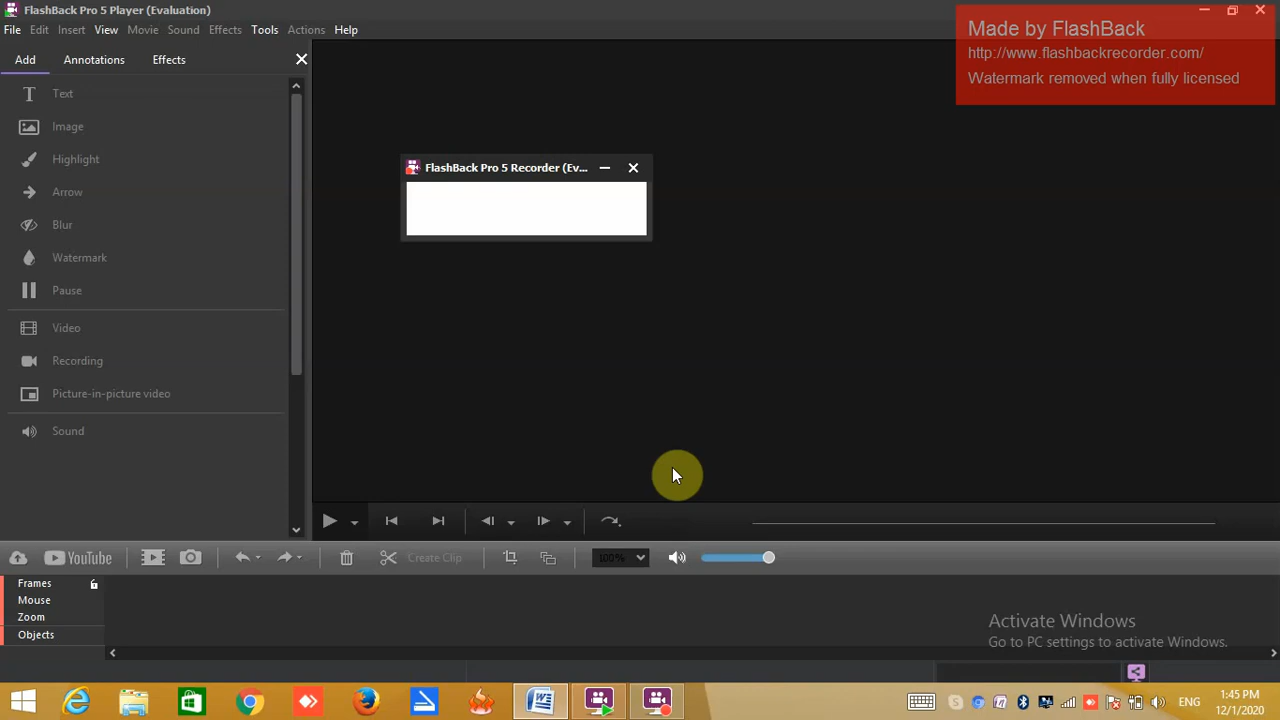 FlashBack Pro 5 Player (Evaluation)
File Edit Insert View Movie Sound Effects Tools Actions Help
Made by FlashBack
http://www.flashbackrecorder.com/
Watermark removed when fully licensed
Add Annotations Effects
Text
Image
Highlight
Arrow
Blur
Watermark
Pause
Video
Recording
Picture-in-picture video
Sound
FlashBack Pro 5 Recorder (Ev...
YouTube
Create Clip
100%
Frames
Mouse
Zoom
Objects
Activate Windows
Go to PC settings to activate Windows.
ENG
1:45 PM
12/1/2020